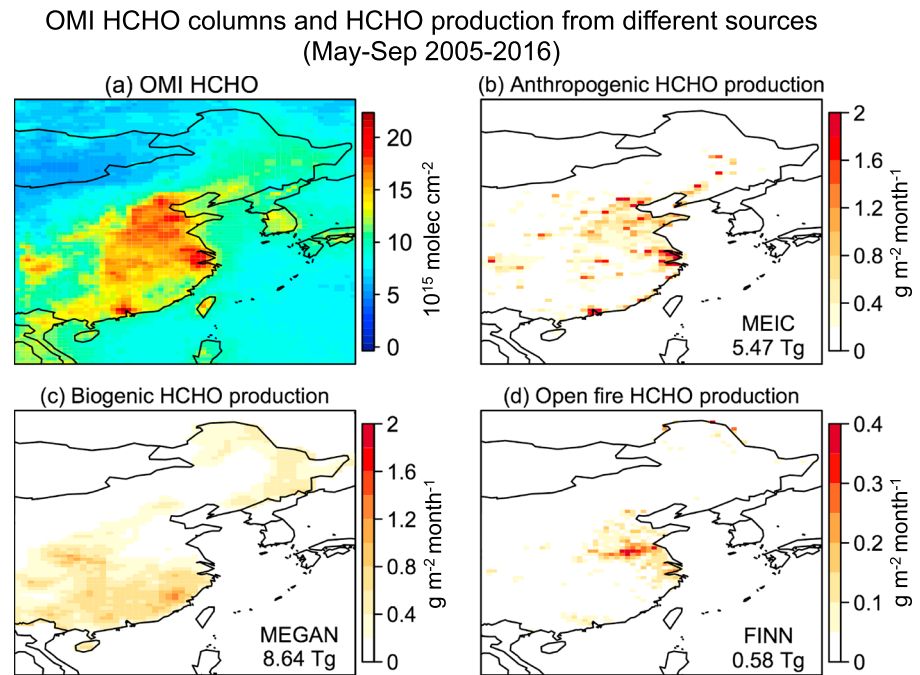 OMI HCHO columns and HCHO production from different sources
(May-Sep 2005-2016)
(a) OMI HCHO
20
15
10
5
0
10¹⁵ molec cm⁻²
(b) Anthropogenic HCHO production
MEIC
5.47 Tg
2
1.6
1.2
0.8
0.4
0
g m⁻² month⁻¹
(c) Biogenic HCHO production
MEGAN
8.64 Tg
2
1.6
1.2
0.8
0.4
0
g m⁻² month⁻¹
(d) Open fire HCHO production
FINN
0.58 Tg
0.4
0.3
0.2
0.1
0
g m⁻² month⁻¹